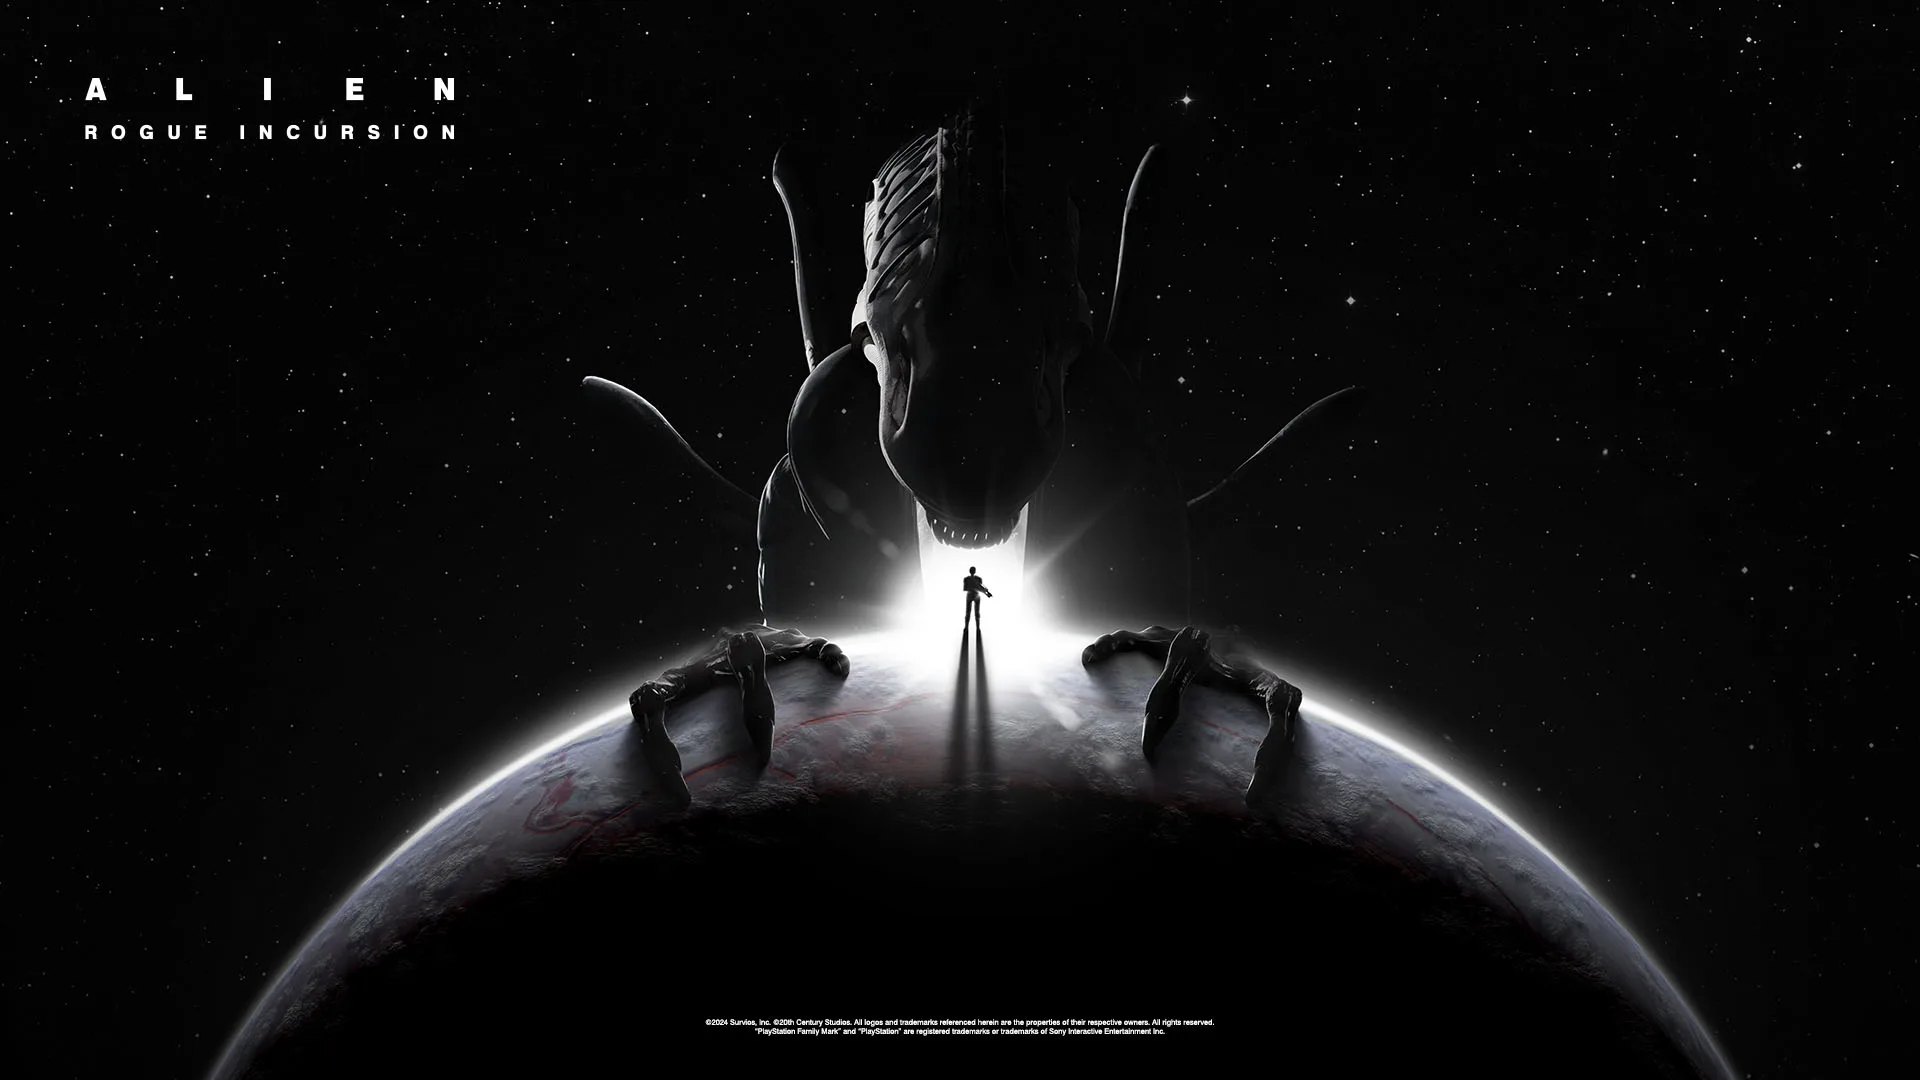 ALIEN
ROGUE INCURSION
©2024 Survios, Inc. ©20th Century Studios. All logos and trademarks referenced herein are the properties of their respective owners. All rights reserved.
"PlayStation Family Mark" and "PlayStation" are registered trademarks or trademarks of Sony Interactive Entertainment Inc.